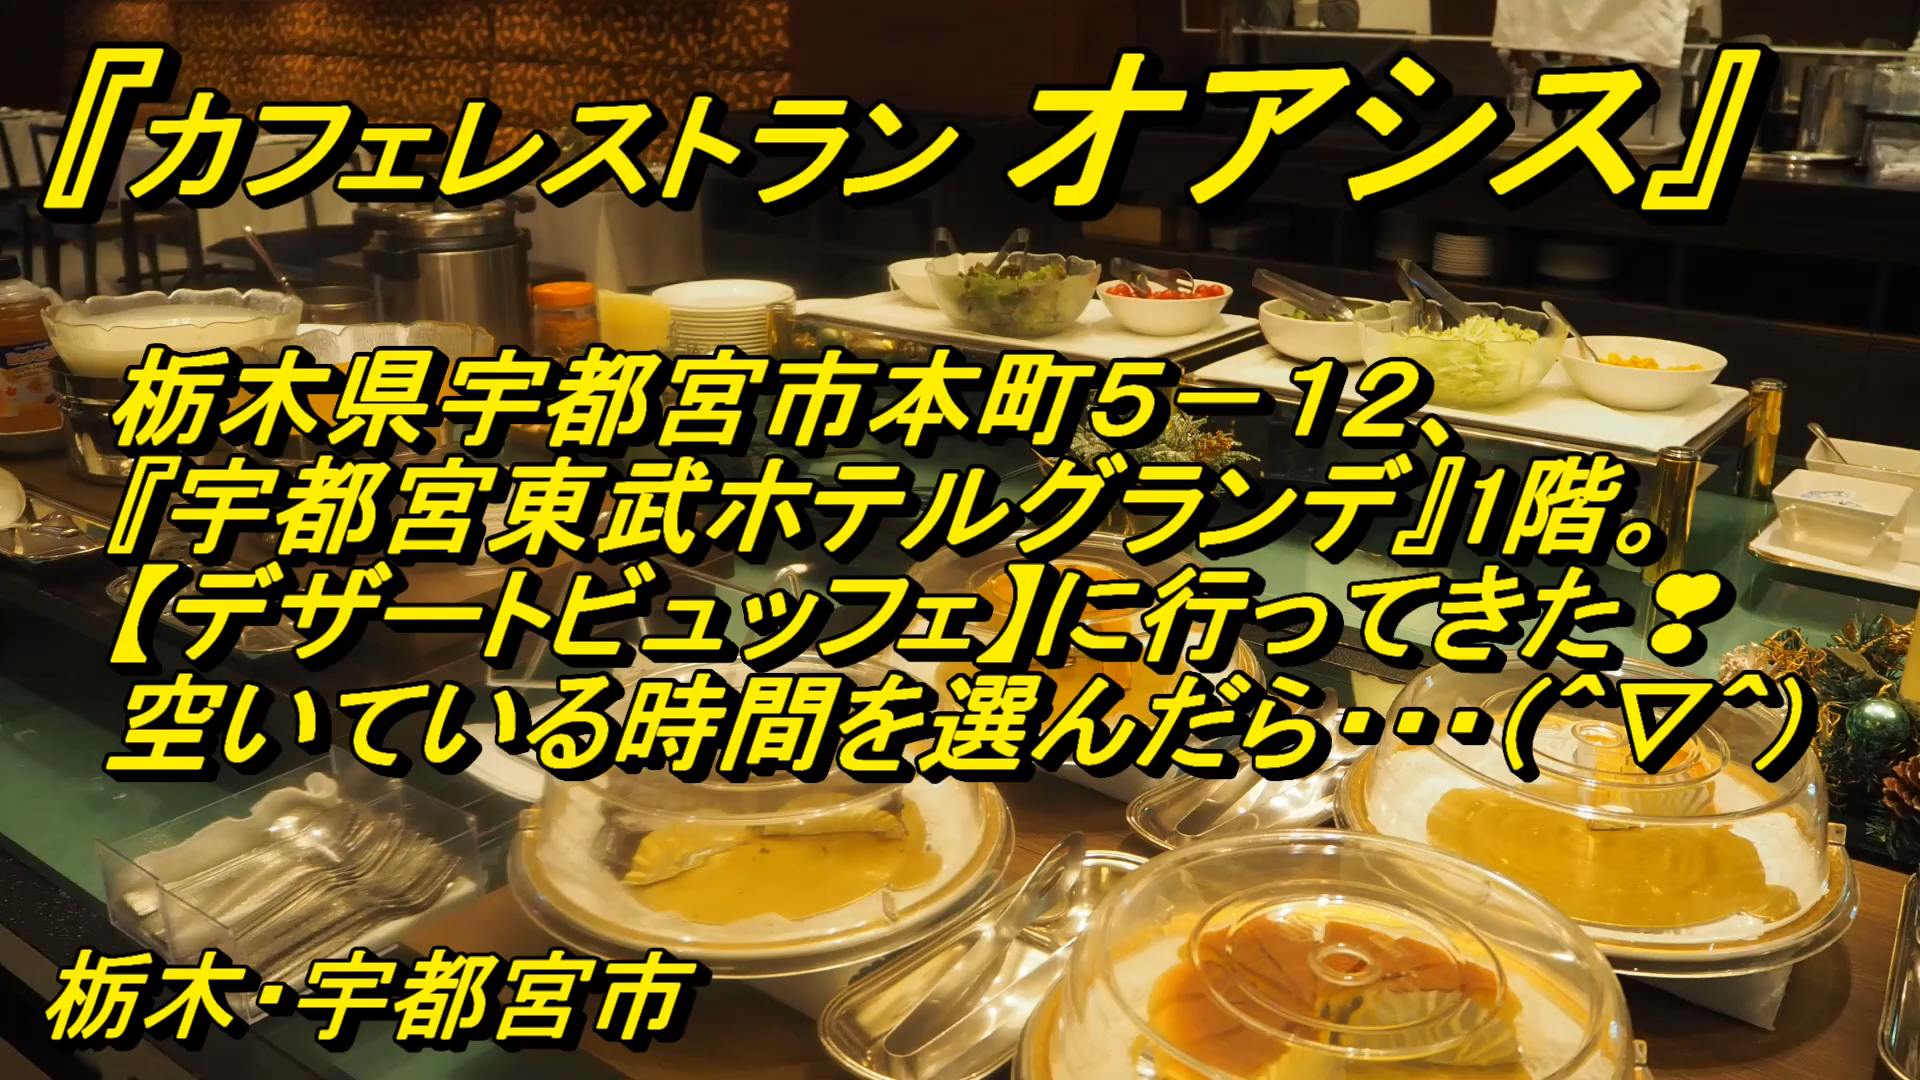 『カフェレストラン オアシス』
栃木県宇都宮市本町５－１２、
『宇都宮東武ホテルグランデ』1階。
【デザートビュッフェ】に行ってきた❣
空いている時間を選んだら・・・(^▽^)
栃木・宇都宮市